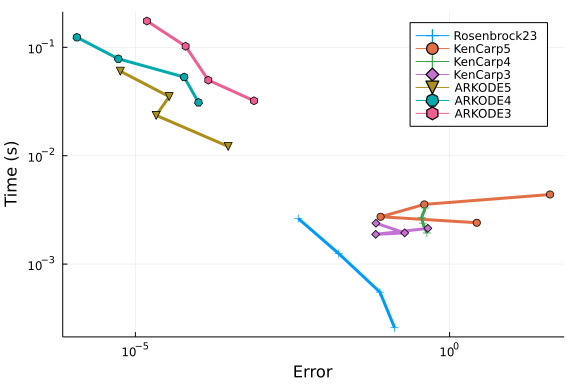 Time (s)
10⁻¹
10⁻²
10⁻³
Rosenbrock23
KenCarp5
KenCarp4
KenCarp3
ARKODE5
ARKODE4
ARKODE3
10⁻⁵
10⁰
Error